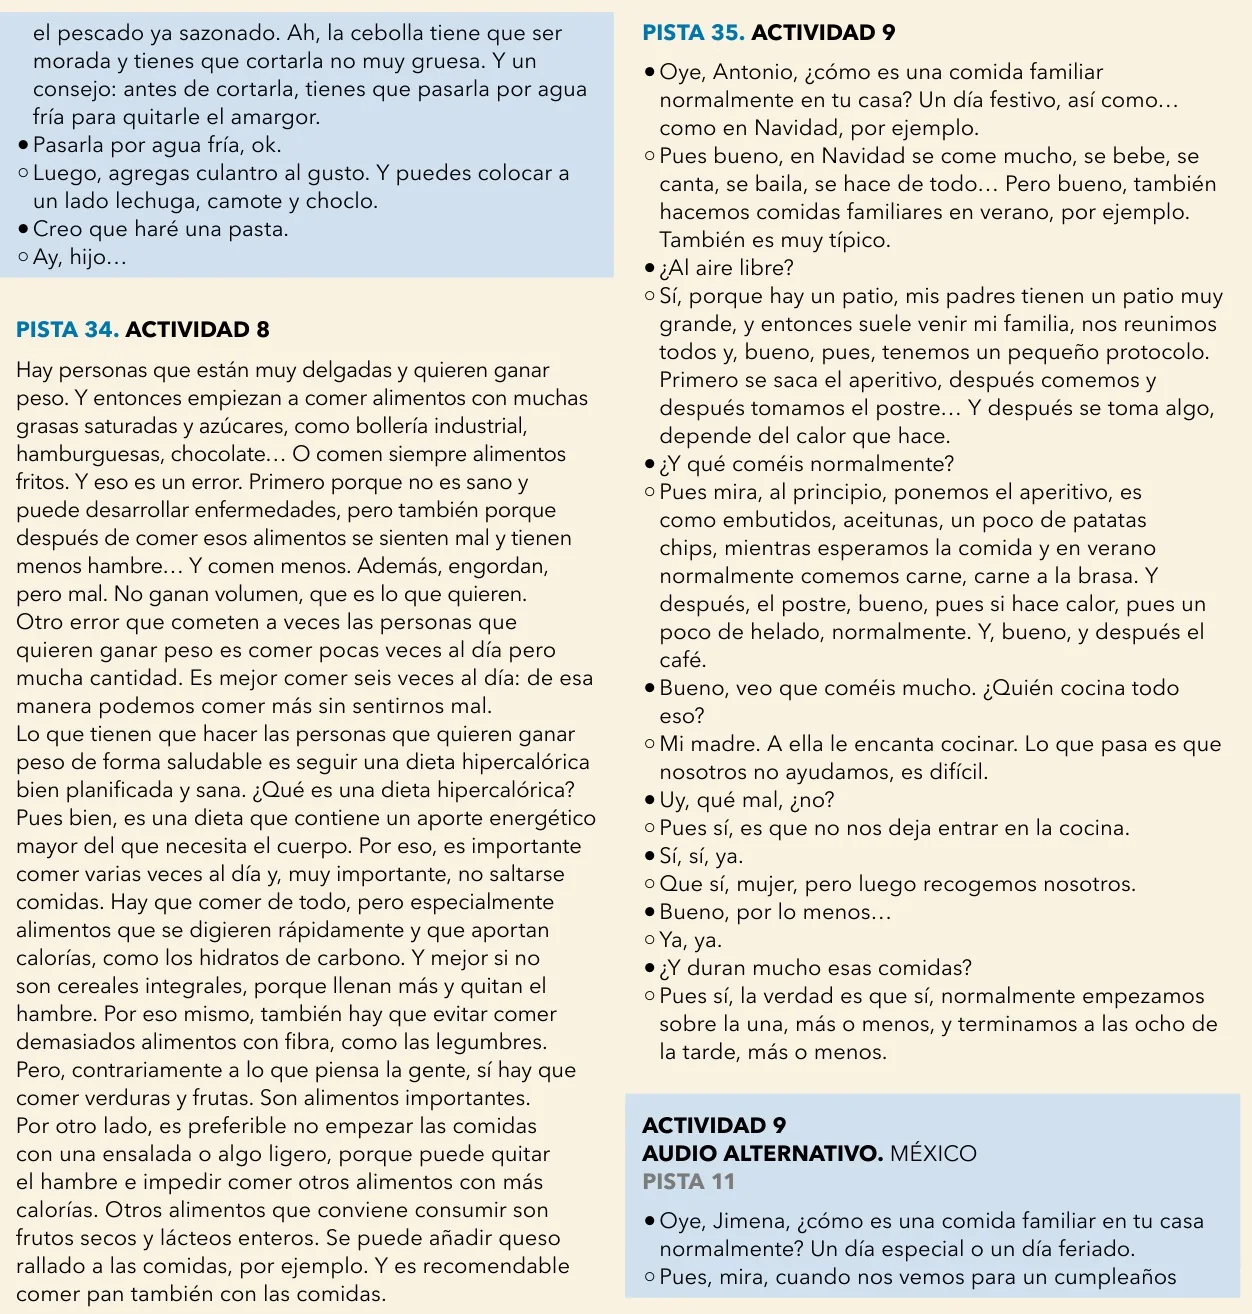 el pescado ya sazonado. Ah, la cebolla tiene que ser
morada y tienes que cortarla no muy gruesa. Y un
consejo: antes de cortarla, tienes que pasarla por agua
fría para quitarle el amargor.
● Pasarla por agua fría, ok.
○ Luego, agregas culantro al gusto. Y puedes colocar a
un lado lechuga, camote y choclo.
● Creo que haré una pasta.
○ Ay, hijo…
PISTA 34. ACTIVIDAD 8
Hay personas que están muy delgadas y quieren ganar
peso. Y entonces empiezan a comer alimentos con muchas
grasas saturadas y azúcares, como bollería industrial,
hamburguesas, chocolate… O comen siempre alimentos
fritos. Y eso es un error. Primero porque no es sano y
puede desarrollar enfermedades, pero también porque
después de comer esos alimentos se sienten mal y tienen
menos hambre… Y comen menos. Además, engordan,
pero mal. No ganan volumen, que es lo que quieren.
Otro error que cometen a veces las personas que
quieren ganar peso es comer pocas veces al día pero
mucha cantidad. Es mejor comer seis veces al día: de esa
manera podemos comer más sin sentirnos mal.
Lo que tienen que hacer las personas que quieren ganar
peso de forma saludable es seguir una dieta hipercalórica
bien planificada y sana. ¿Qué es una dieta hipercalórica?
Pues bien, es una dieta que contiene un aporte energético
mayor del que necesita el cuerpo. Por eso, es importante
comer varias veces al día y, muy importante, no saltarse
comidas. Hay que comer de todo, pero especialmente
alimentos que se digieren rápidamente y que aportan
calorías, como los hidratos de carbono. Y mejor si no
son cereales integrales, porque llenan más y quitan el
hambre. Por eso mismo, también hay que evitar comer
demasiados alimentos con fibra, como las legumbres.
Pero, contrariamente a lo que piensa la gente, sí hay que
comer verduras y frutas. Son alimentos importantes.
Por otro lado, es preferible no empezar las comidas
con una ensalada o algo ligero, porque puede quitar
el hambre e impedir comer otros alimentos con más
calorías. Otros alimentos que conviene consumir son
frutos secos y lácteos enteros. Se puede añadir queso
rallado a las comidas, por ejemplo. Y es recomendable
comer pan también con las comidas.
PISTA 35. ACTIVIDAD 9
● Oye, Antonio, ¿cómo es una comida familiar
normalmente en tu casa? Un día festivo, así como…
como en Navidad, por ejemplo.
○ Pues bueno, en Navidad se come mucho, se bebe, se
canta, se baila, se hace de todo… Pero bueno, también
hacemos comidas familiares en verano, por ejemplo.
También es muy típico.
● ¿Al aire libre?
○ Sí, porque hay un patio, mis padres tienen un patio muy
grande, y entonces suele venir mi familia, nos reunimos
todos y, bueno, pues, tenemos un pequeño protocolo.
Primero se saca el aperitivo, después comemos y
después tomamos el postre… Y después se toma algo,
depende del calor que hace.
● ¿Y qué coméis normalmente?
○ Pues mira, al principio, ponemos el aperitivo, es
como embutidos, aceitunas, un poco de patatas
chips, mientras esperamos la comida y en verano
normalmente comemos carne, carne a la brasa. Y
después, el postre, bueno, pues si hace calor, pues un
poco de helado, normalmente. Y, bueno, y después el
café.
● Bueno, veo que coméis mucho. ¿Quién cocina todo
eso?
○ Mi madre. A ella le encanta cocinar. Lo que pasa es que
nosotros no ayudamos, es difícil.
● Uy, qué mal, ¿no?
○ Pues sí, es que no nos deja entrar en la cocina.
● Sí, sí, ya.
○ Que sí, mujer, pero luego recogemos nosotros.
● Bueno, por lo menos…
○ Ya, ya.
● ¿Y duran mucho esas comidas?
○ Pues sí, la verdad es que sí, normalmente empezamos
sobre la una, más o menos, y terminamos a las ocho de
la tarde, más o menos.
ACTIVIDAD 9
AUDIO ALTERNATIVO. MÉXICO
PISTA 11
● Oye, Jimena, ¿cómo es una comida familiar en tu casa
normalmente? Un día especial o un día feriado.
○ Pues, mira, cuando nos vemos para un cumpleaños